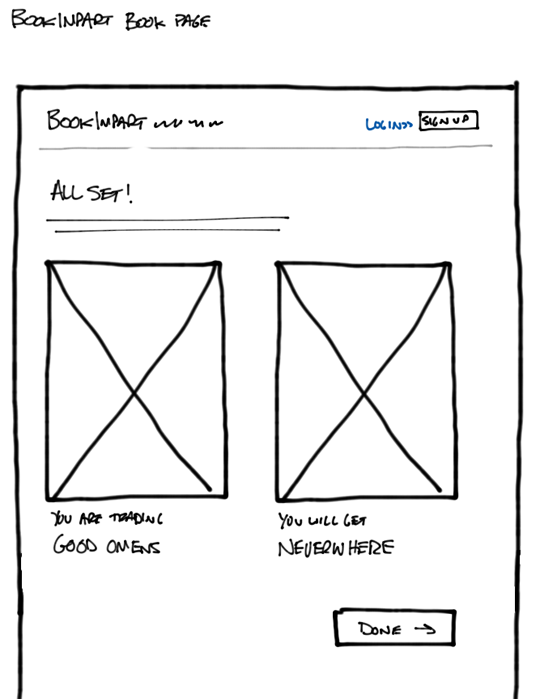 BOOKINPART BOOK PAGE
BOOKINPART
LOGIN>>
SIGN UP
ALL SET!
YOU ARE TRADING
GOOD OMENS
YOU WILL GET
NEVERWHERE
DONE →